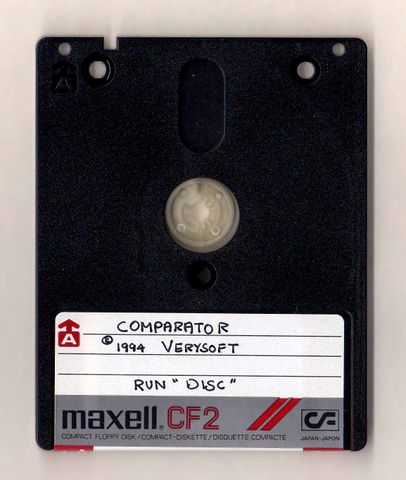 A
COMPARATOR
© 1994 VERYSOFT
RUN "DISC"
maxell. CF2
COMPACT FLOPPY DISK / COMPACT-DISKETTE / DISQUETTE COMPACTE
JAPAN-JAPON